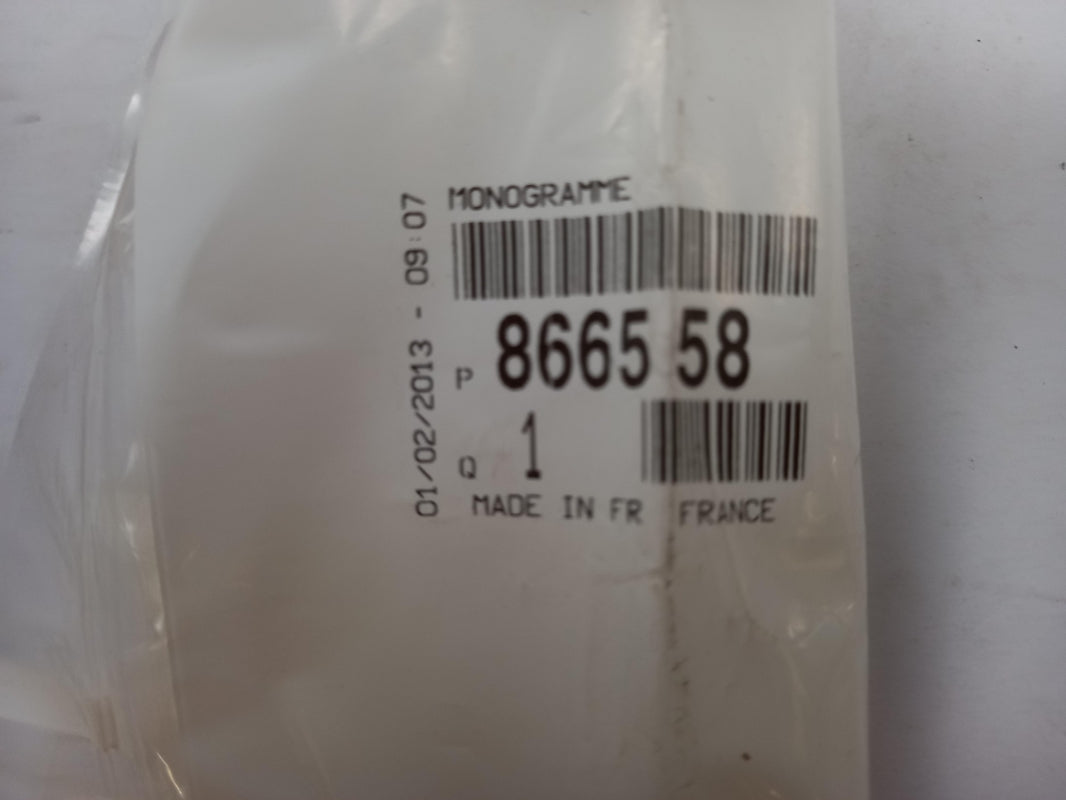 MONOGRAMME
P 8665 58
Q 1
MADE IN FR FRANCE
01/02/2013 - 09:07